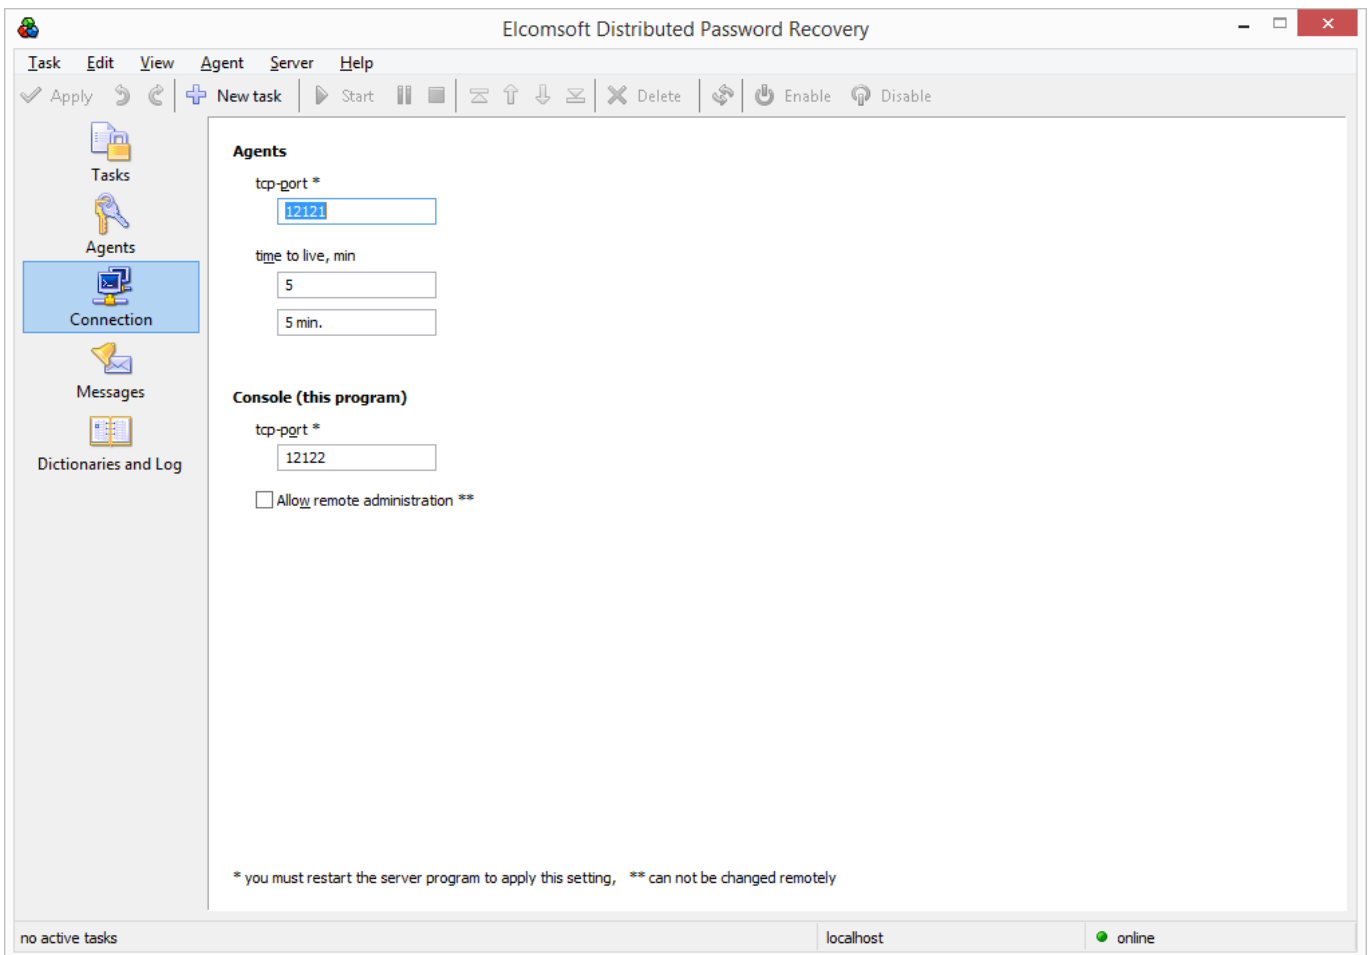 Elcomsoft Distributed Password Recovery
Task Edit View Agent Server Help
Apply New task Start Delete Enable Disable
Tasks
Agents
Connection
Messages
Dictionaries and Log
Agents
tcp-port *
12121
time to live, min
5
5 min.
Console (this program)
tcp-port *
12122
Allow remote administration **
* you must restart the server program to apply this setting, ** can not be changed remotely
no active tasks localhost online